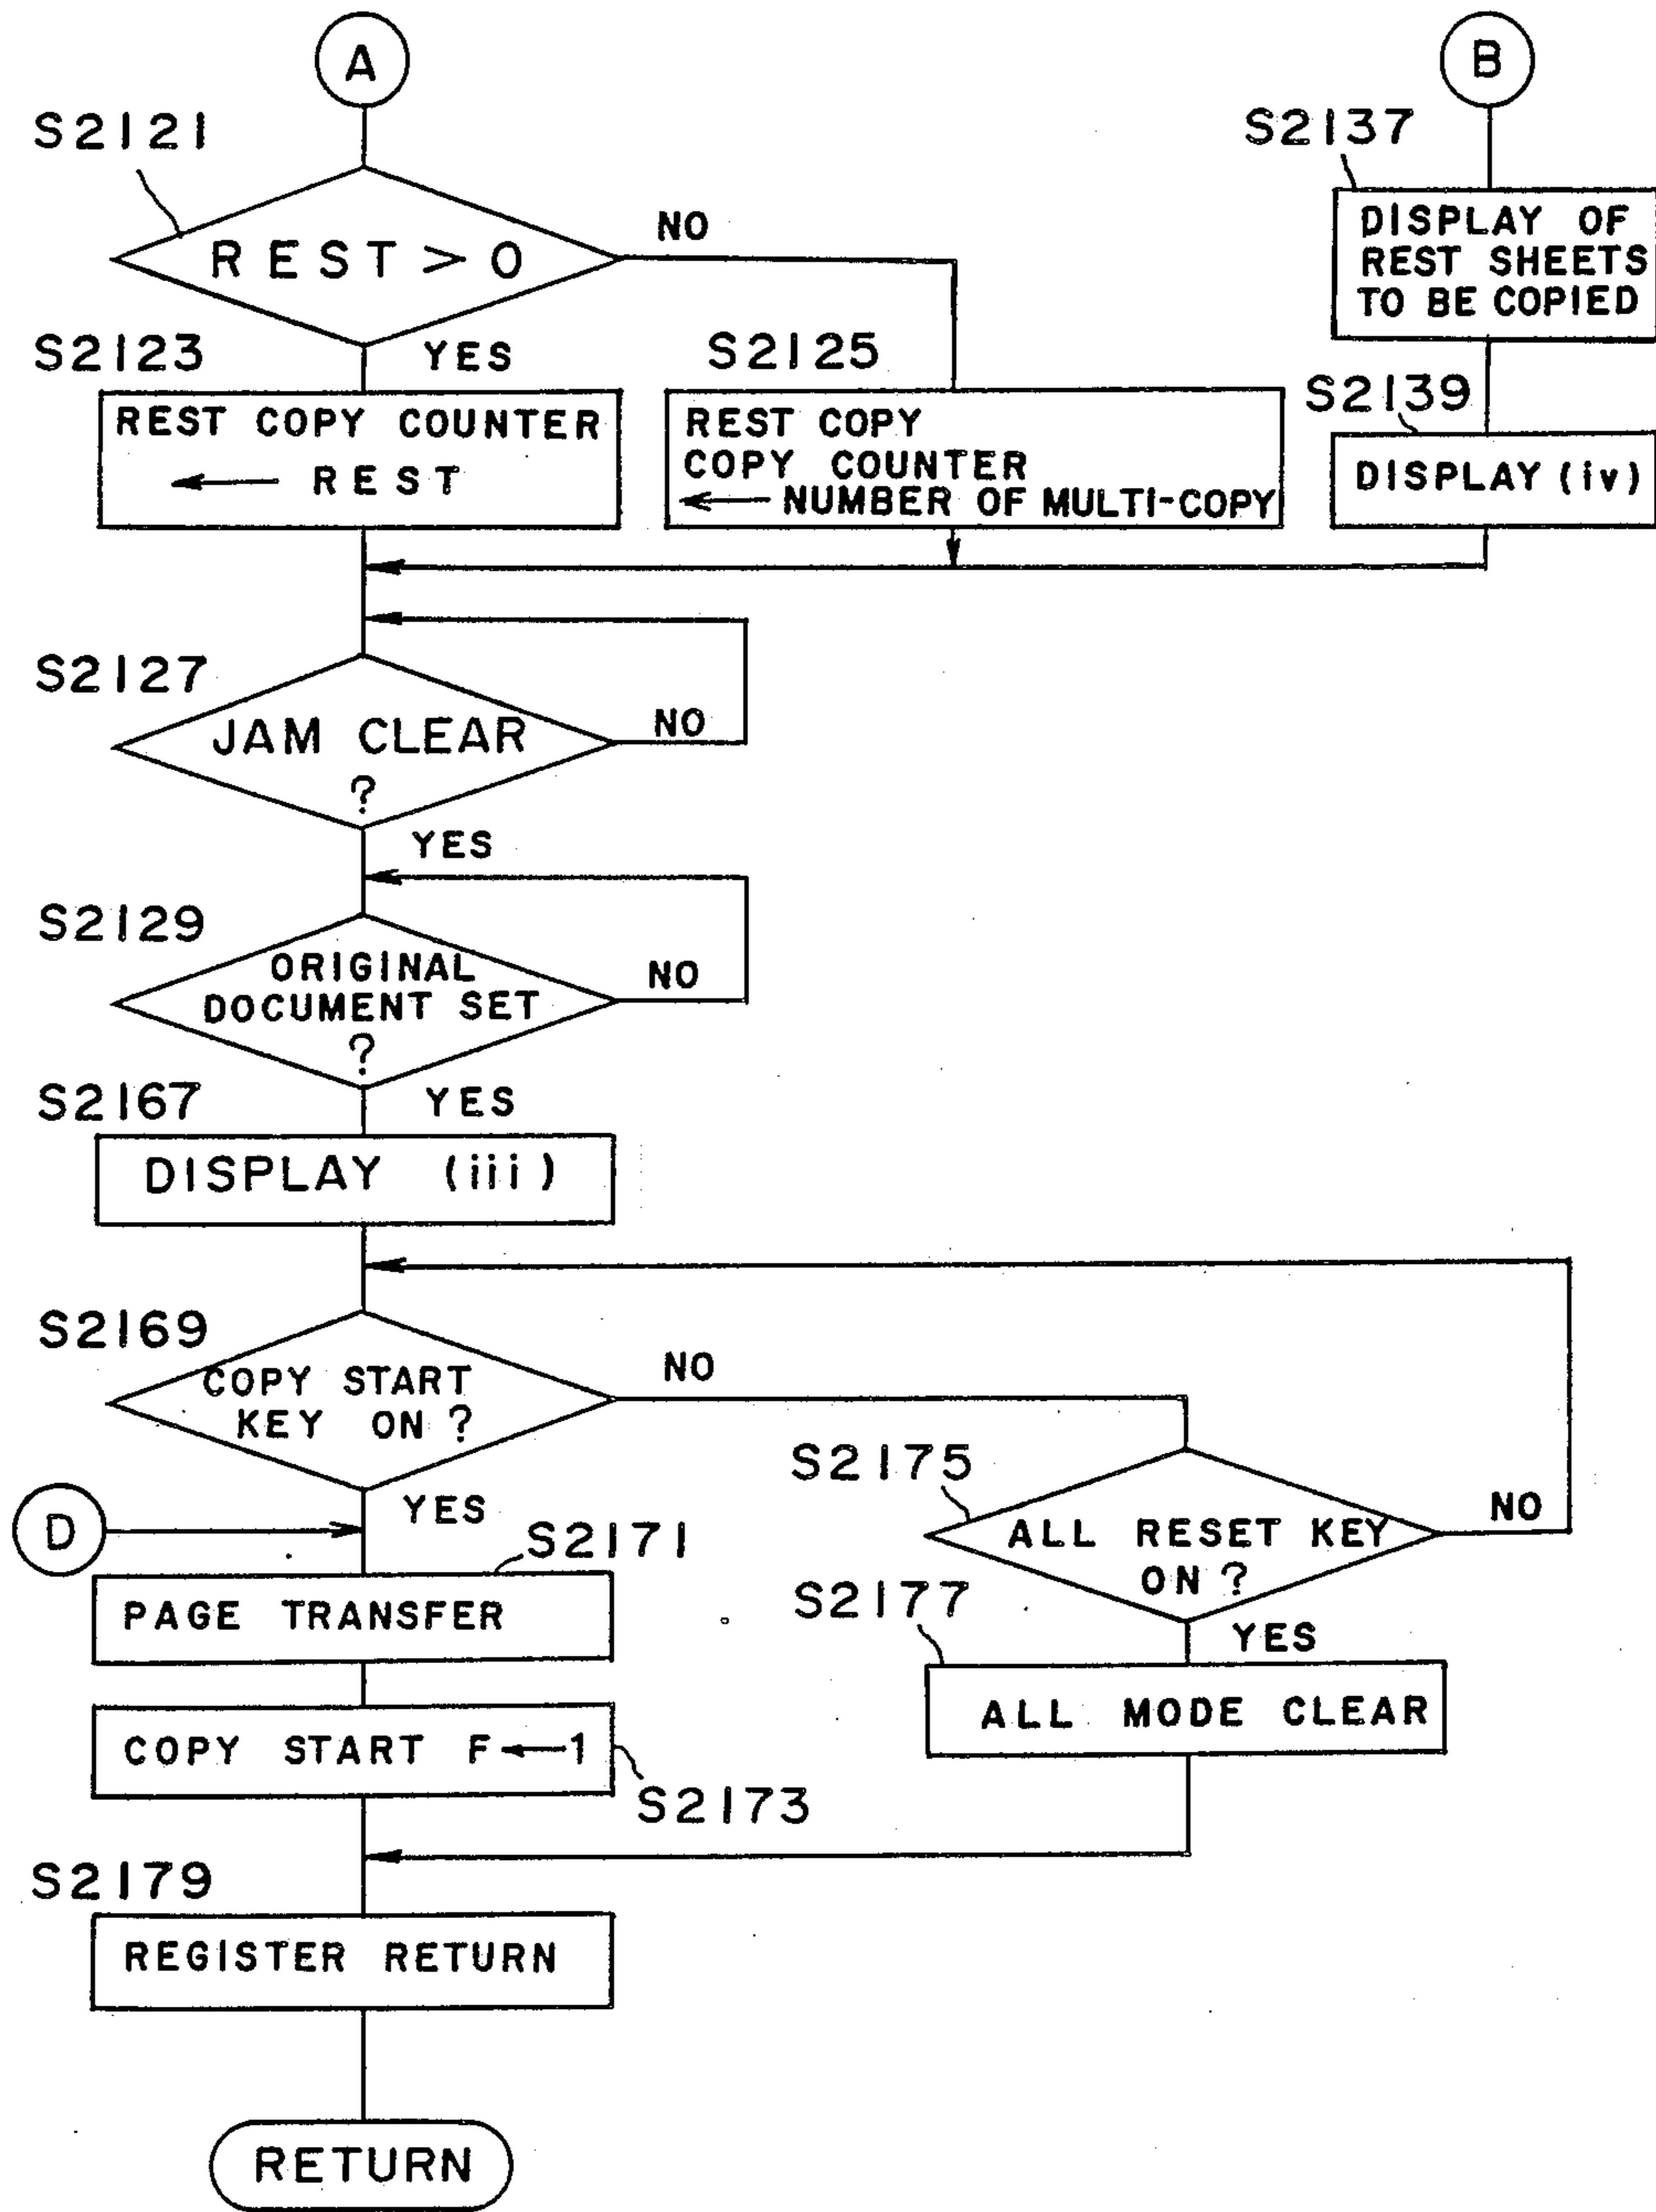 A
B
S2121
S2137
REST > 0
NO
DISPLAY OF
REST SHEETS
TO BE COPIED
S2123
YES
S2125
S2139
REST COPY COUNTER
← REST
REST COPY
COPY COUNTER
← NUMBER OF MULTI-COPY
DISPLAY (iv)
S2127
JAM CLEAR
?
NO
YES
S2129
ORIGINAL
DOCUMENT SET
?
NO
S2167
YES
DISPLAY (iii)
S2169
COPY START
KEY ON ?
NO
S2175
ALL RESET KEY
ON ?
NO
YES
D
S2171
PAGE TRANSFER
S2177
YES
ALL MODE CLEAR
COPY START F ← 1
S2173
S2179
REGISTER RETURN
RETURN